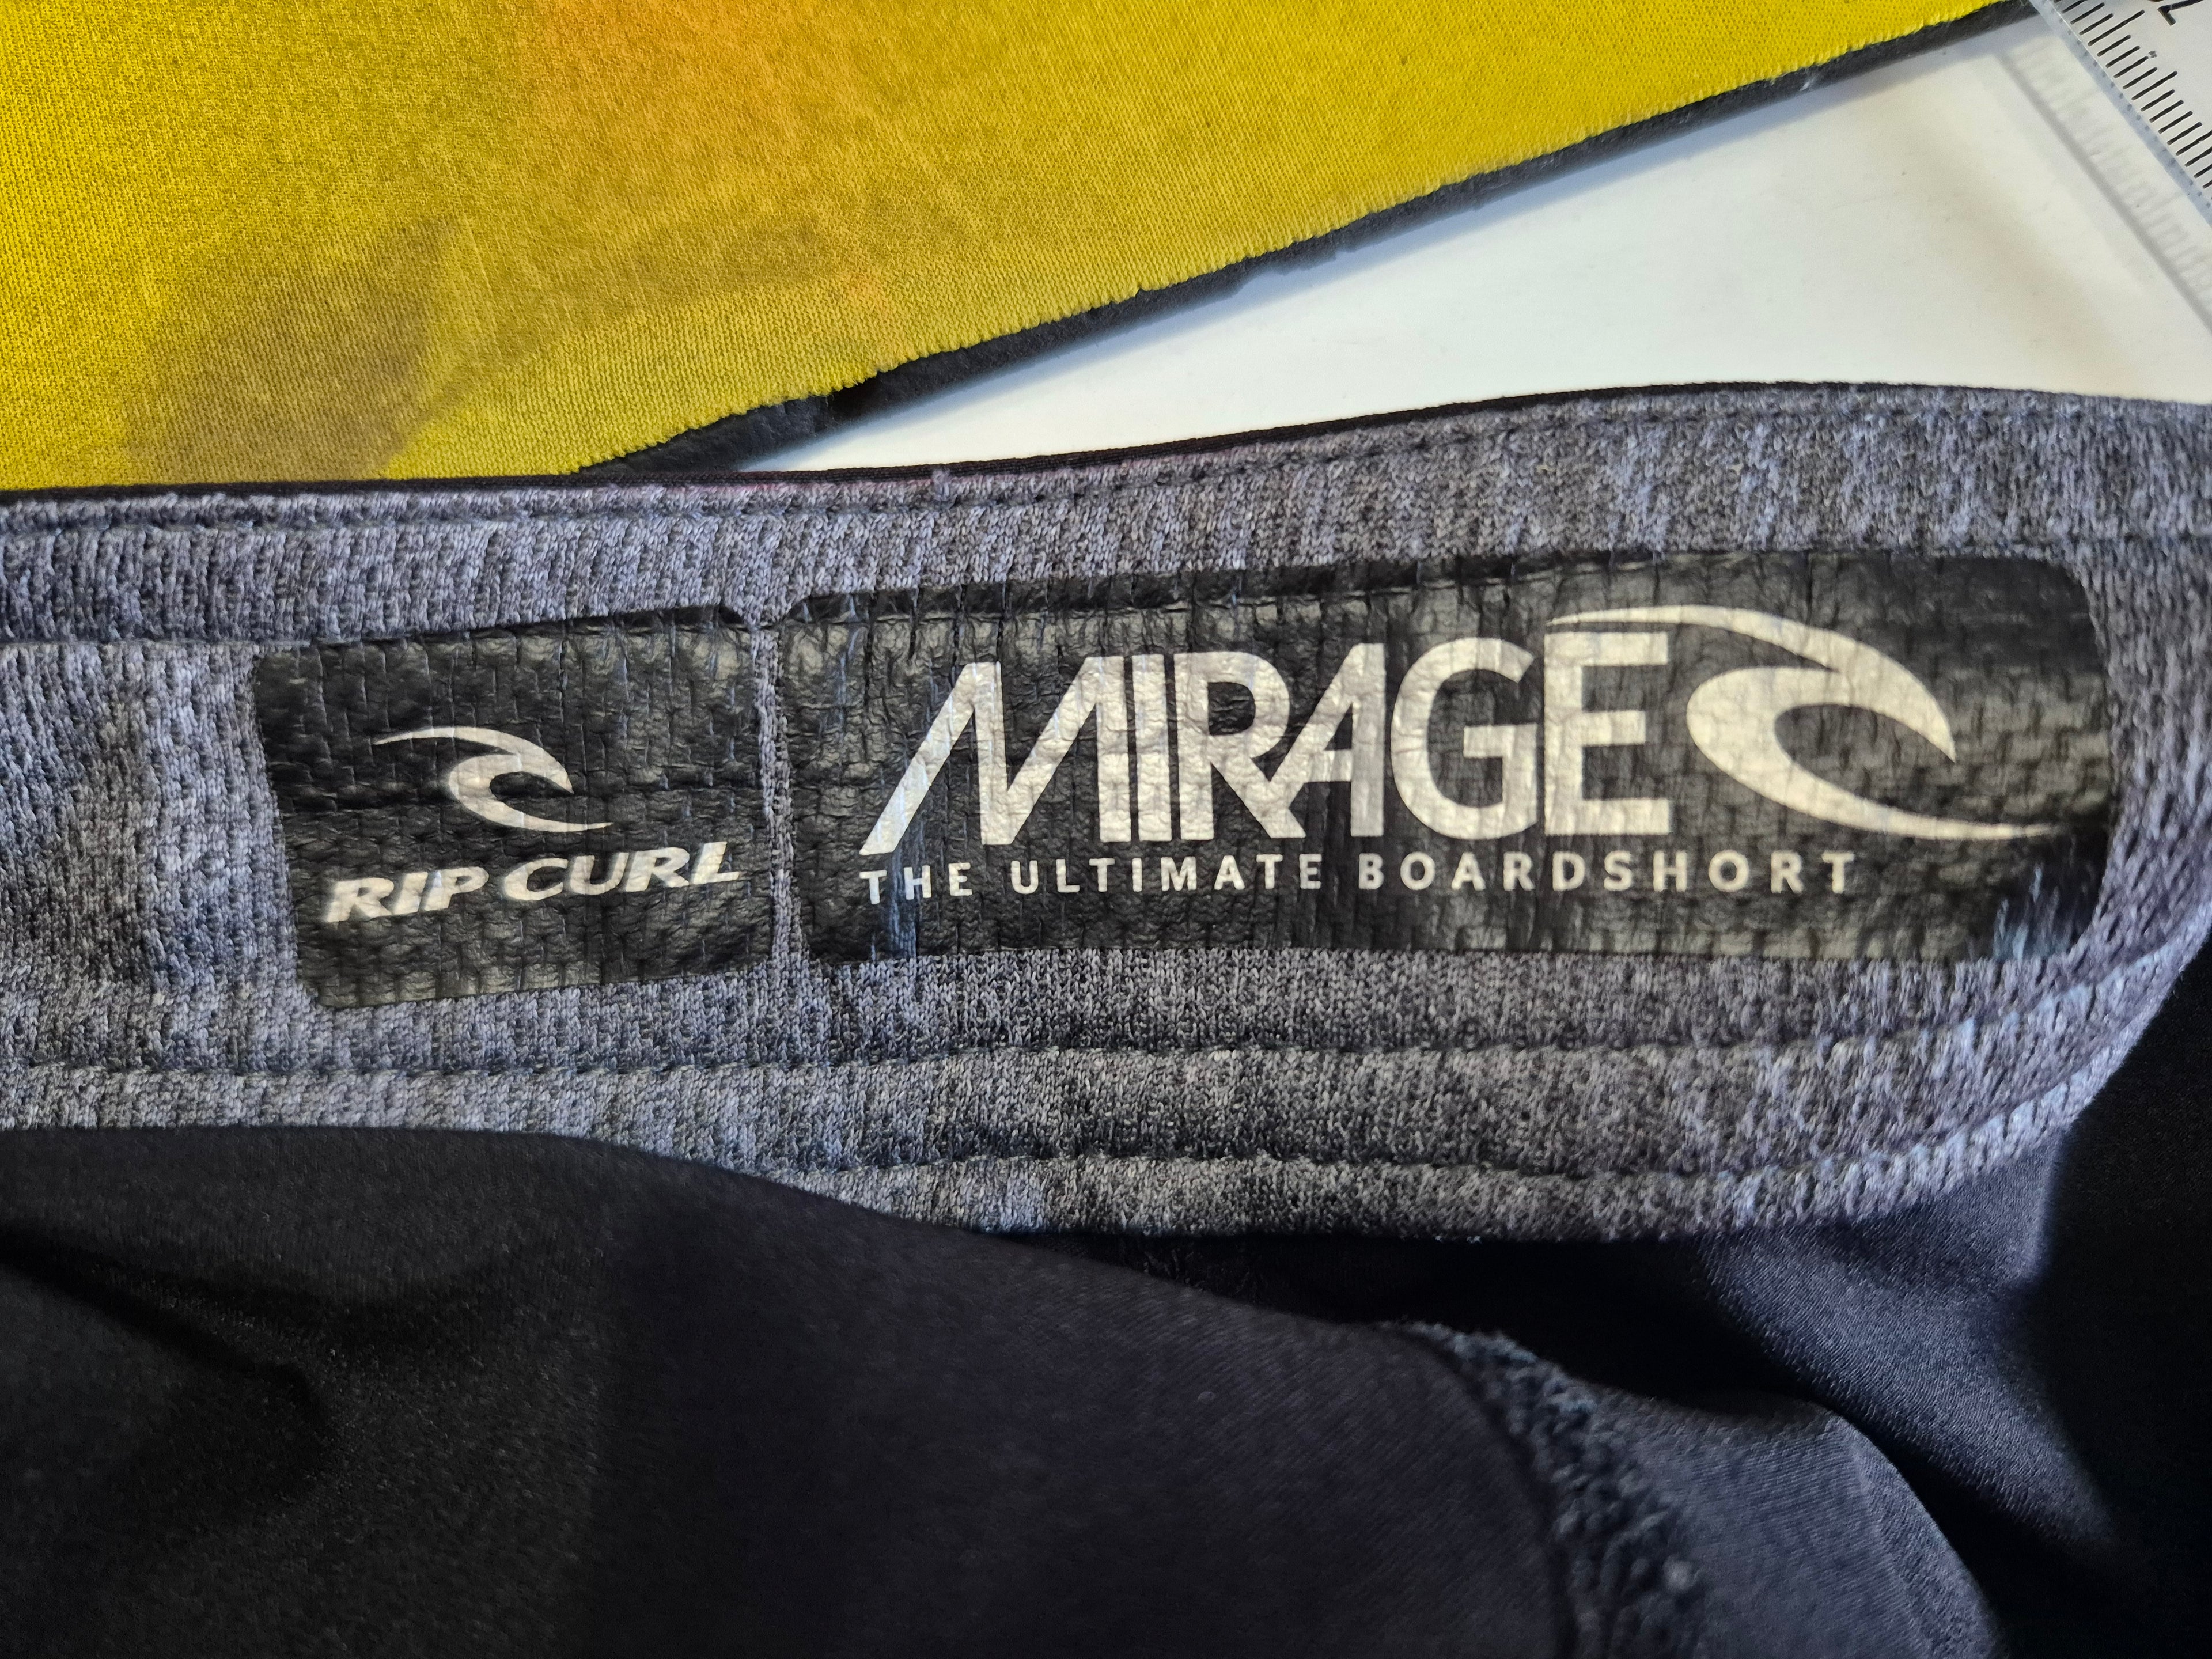 RIP CURL
MIRAGE
THE ULTIMATE BOARDSHORT